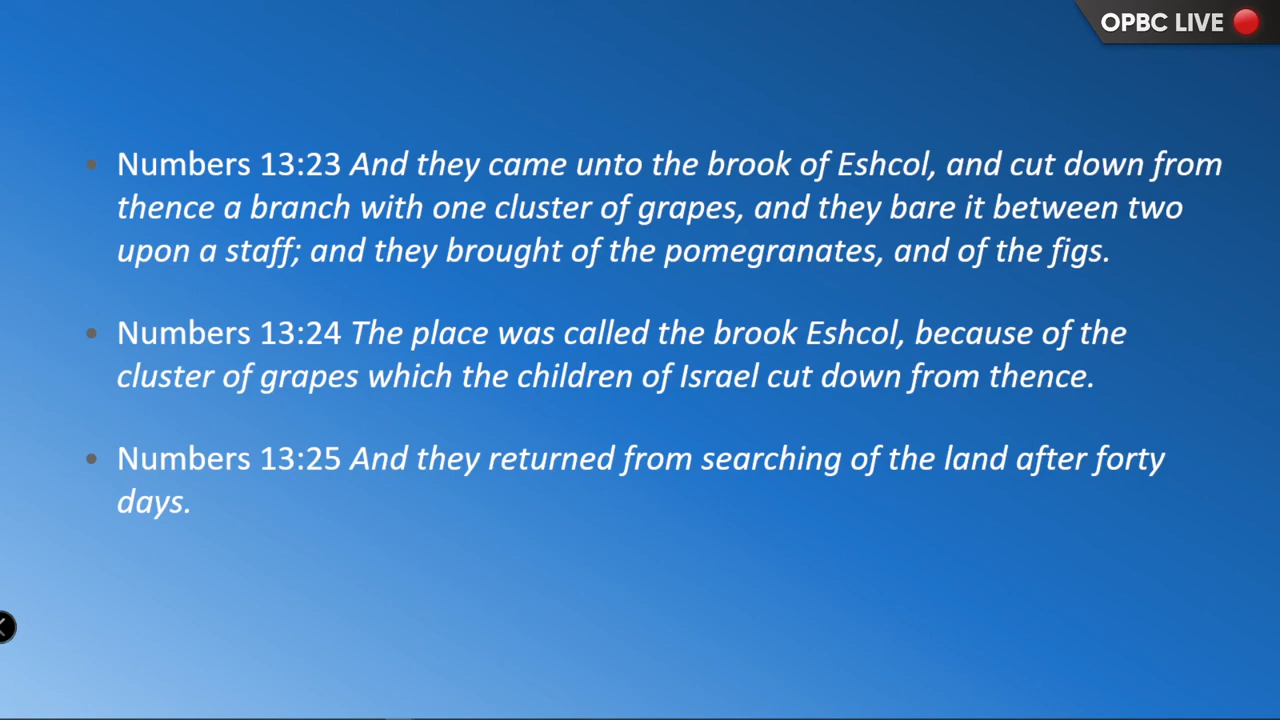 OPBC LIVE
• Numbers 13:23 And they came unto the brook of Eshcol, and cut down from
thence a branch with one cluster of grapes, and they bare it between two
upon a staff; and they brought of the pomegranates, and of the figs.
• Numbers 13:24 The place was called the brook Eshcol, because of the
cluster of grapes which the children of Israel cut down from thence.
• Numbers 13:25 And they returned from searching of the land after forty
days.